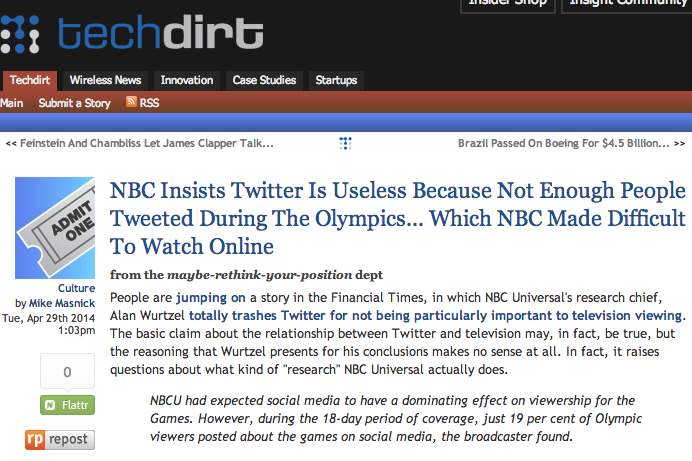 Insider Shop
Insight Community
techdirt
Techdirt
Wireless News
Innovation
Case Studies
Startups
Main
Submit a Story
RSS
<< Feinstein And Chambliss Let James Clapper Talk...
Brazil Passed On Boeing For $4.5 Billion... >>
ADMIT
ONE
NBC Insists Twitter Is Useless Because Not Enough People
Tweeted During The Olympics... Which NBC Made Difficult
To Watch Online
from the maybe-rethink-your-position dept
Culture
by Mike Masnick
Tue, Apr 29th 2014
1:03pm
0
Flattr
rp repost
People are jumping on a story in the Financial Times, in which NBC Universal's research chief,
Alan Wurtzel totally trashes Twitter for not being particularly important to television viewing.
The basic claim about the relationship between Twitter and television may, in fact, be true, but
the reasoning that Wurtzel presents for his conclusions makes no sense at all. In fact, it raises
questions about what kind of "research" NBC Universal actually does.
NBCU had expected social media to have a dominating effect on viewership for the
Games. However, during the 18-day period of coverage, just 19 per cent of Olympic
viewers posted about the games on social media, the broadcaster found.